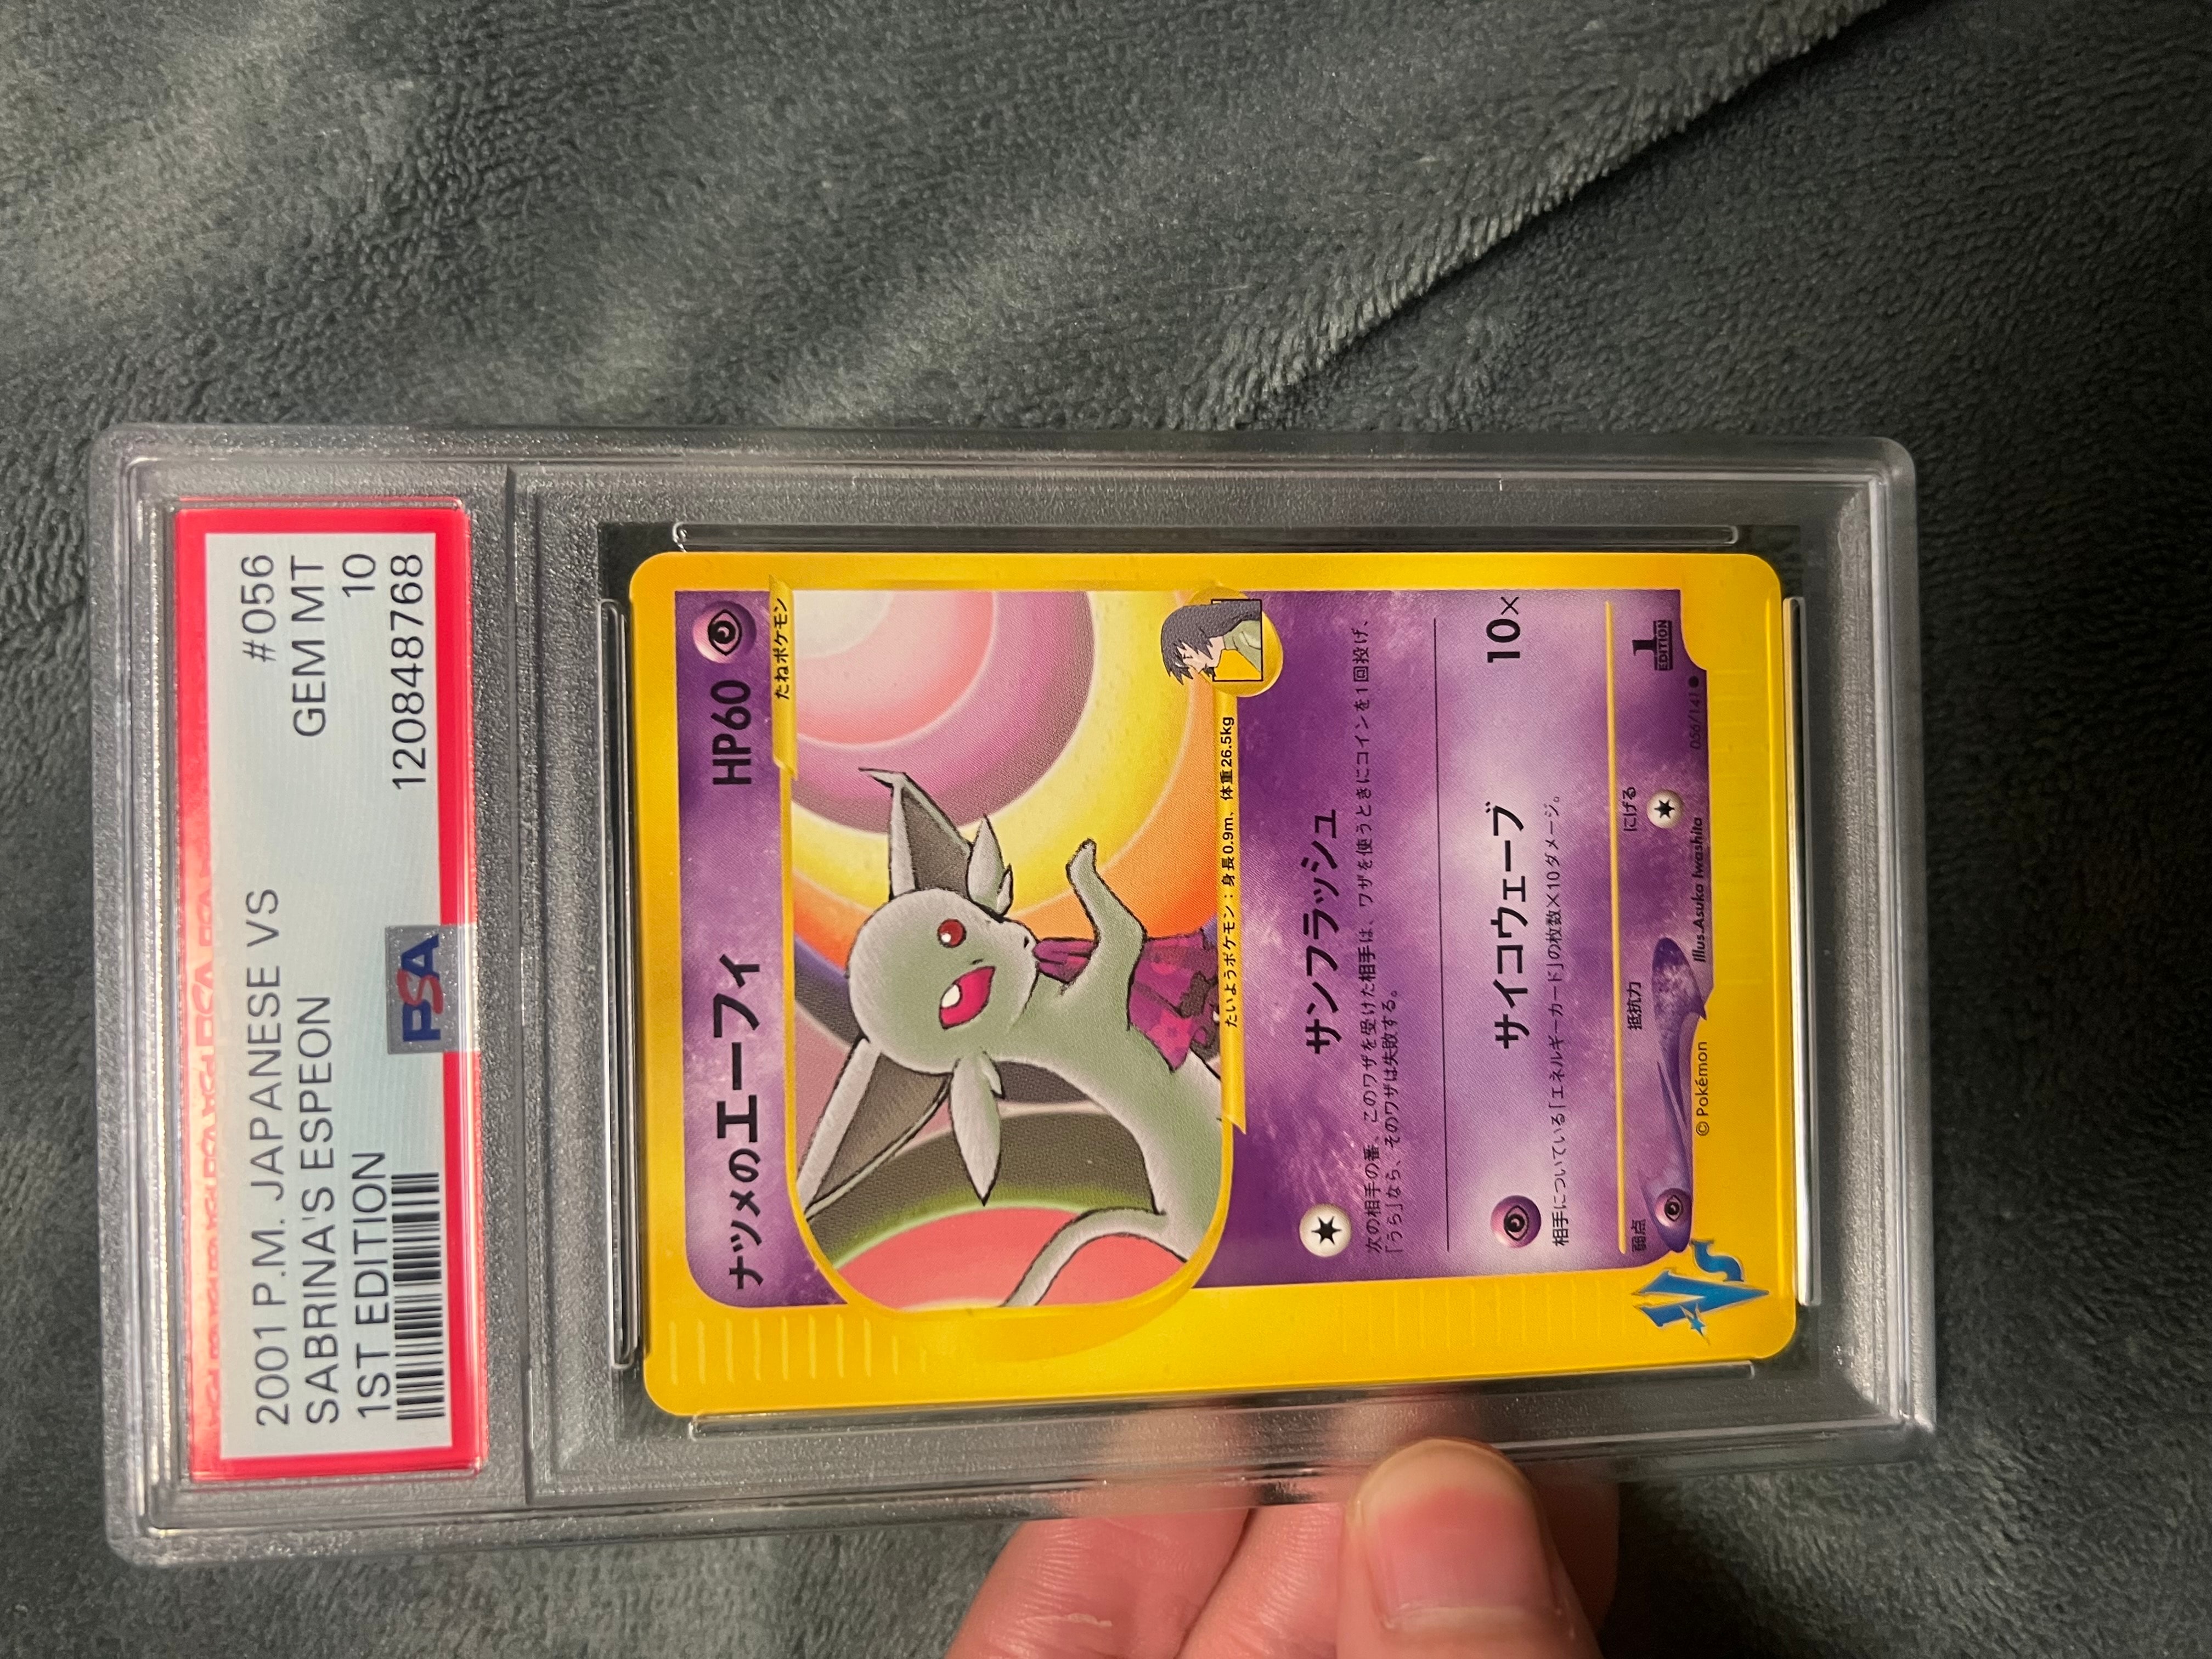 2001 P.M. JAPANESE VS #056
SABRINA'S ESPEON GEM MT
1ST EDITION 10
PSA 120848768
ナツメのエーフィ HP60
たねポケモン
たいようポケモン：身長0.9m、体重26.5kg
サンフラッシュ
次の相手の番、このワザを受けた相手は、ワザを使うときにコインを1回投げ、
「うら」なら、そのワザは失敗する。
サイコウェーブ 10×
相手についている「エネルギーカード」の枚数×10ダメージ。
弱点 抵抗力 にげる
Illus.Asuka Iwashita 056/141 1 EDITION
© Pokémon
VS